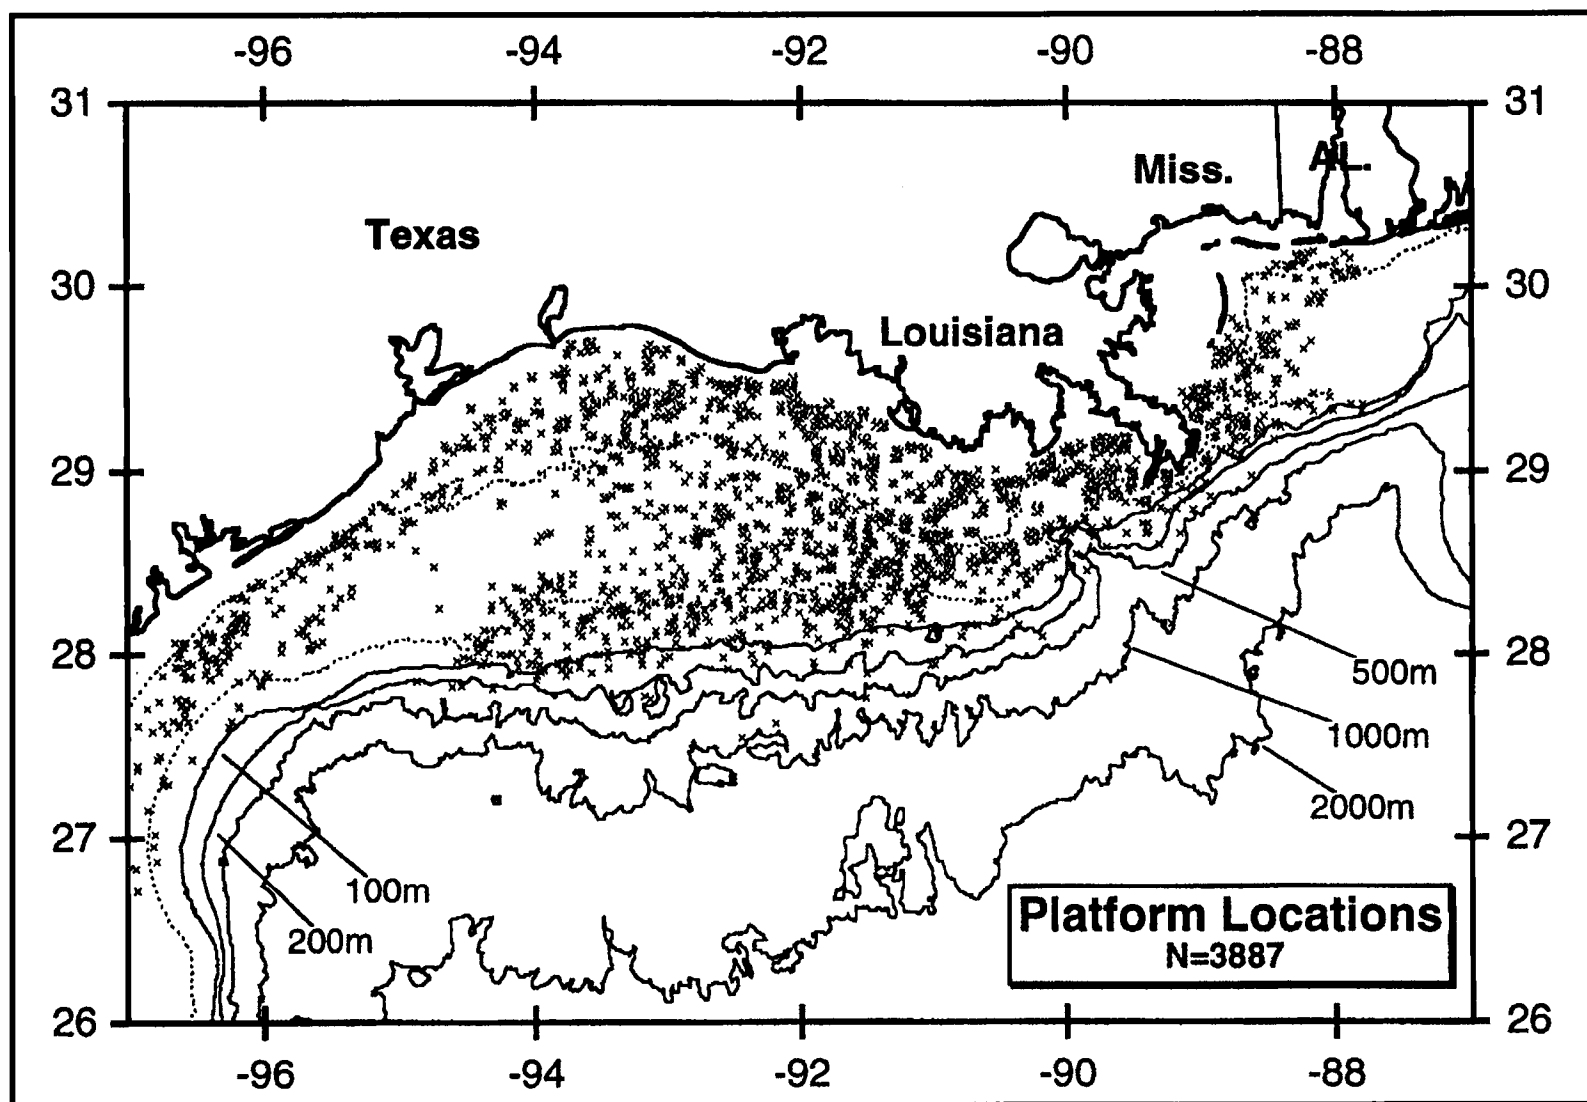 -96 -94 -92 -90 -88
31 31
Miss. AL.
Texas
30 30
Louisiana
29 29
28 28
500m
1000m
2000m
27 27
100m
200m
Platform Locations
N=3887
26 26
-96 -94 -92 -90 -88